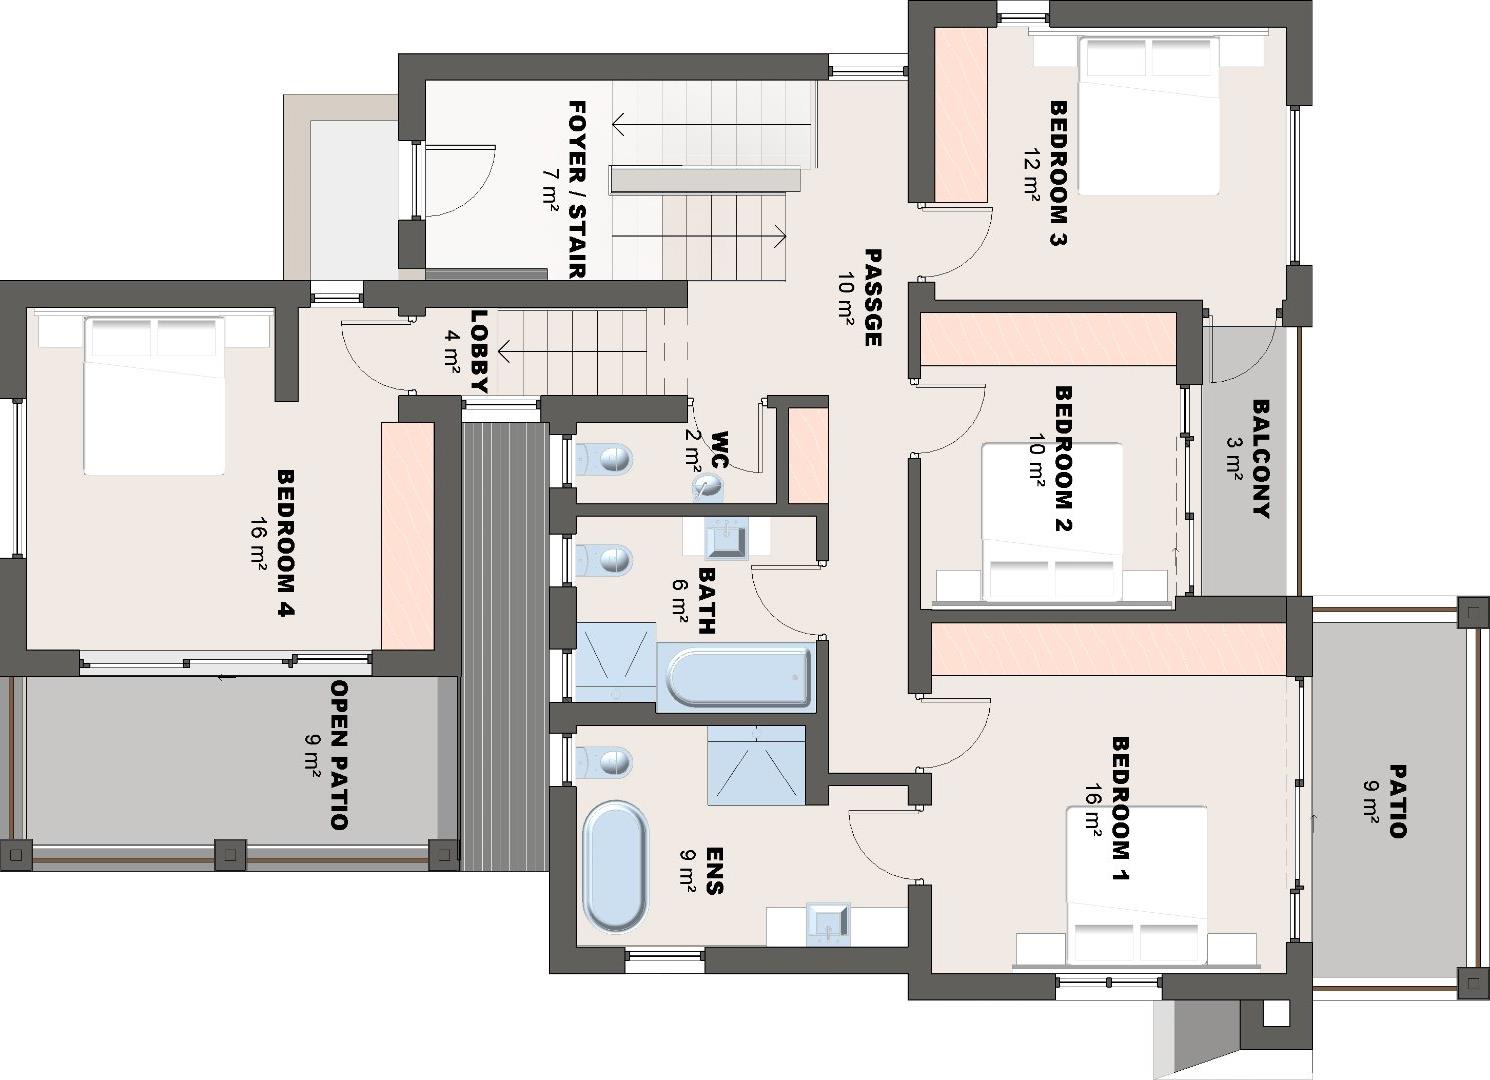 FOYER / STAIR
7 m²
BEDROOM 3
12 m²
PASSGE
10 m²
LOBBY
4 m²
BEDROOM 2
10 m²
BALCONY
3 m²
WC
2 m²
BEDROOM 4
16 m²
BATH
6 m²
OPEN PATIO
9 m²
BEDROOM 1
16 m²
PATIO
9 m²
ENS
9 m²